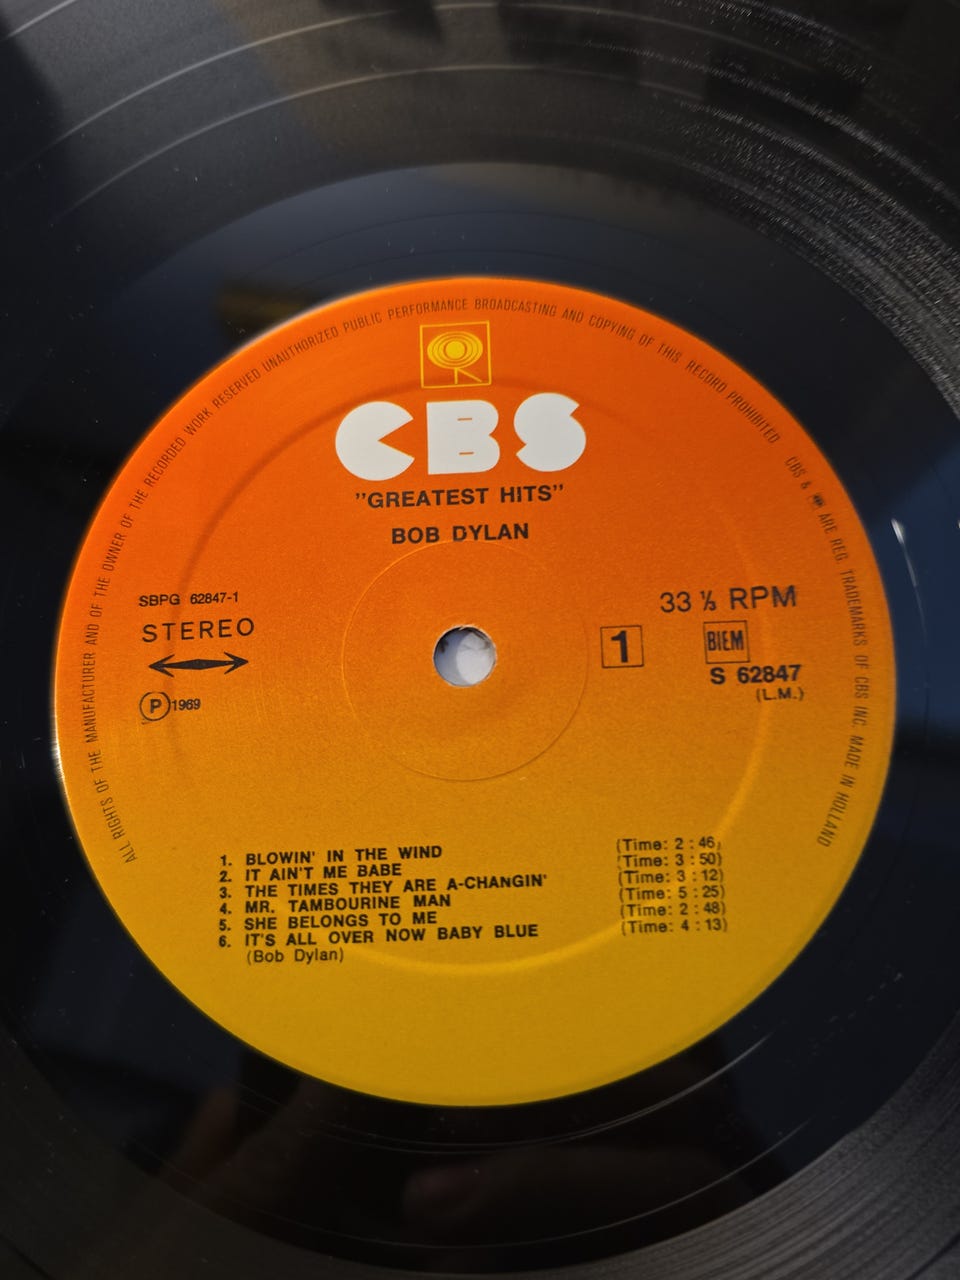 ALL RIGHTS OF THE MANUFACTURER AND OF THE OWNER OF THE RECORDED WORK RESERVED UNAUTHORIZED PUBLIC PERFORMANCE BROADCASTING AND COPYING OF THIS RECORD PROHIBITED
CBS & ARE REG. TRADEMARKS OF CBS INC. MADE IN HOLLAND
CBS
"GREATEST HITS"
BOB DYLAN
SBPG 62847-1
STEREO
Ⓟ1969
33 ⅓ RPM
1
BIEM
S 62847
(L.M.)
1. BLOWIN' IN THE WIND (Time: 2 : 46)
2. IT AIN'T ME BABE (Time: 3 : 50)
3. THE TIMES THEY ARE A-CHANGIN' (Time: 3 : 12)
4. MR. TAMBOURINE MAN (Time: 5 : 25)
5. SHE BELONGS TO ME (Time: 2 : 48)
6. IT'S ALL OVER NOW BABY BLUE (Time: 4 : 13)
(Bob Dylan)